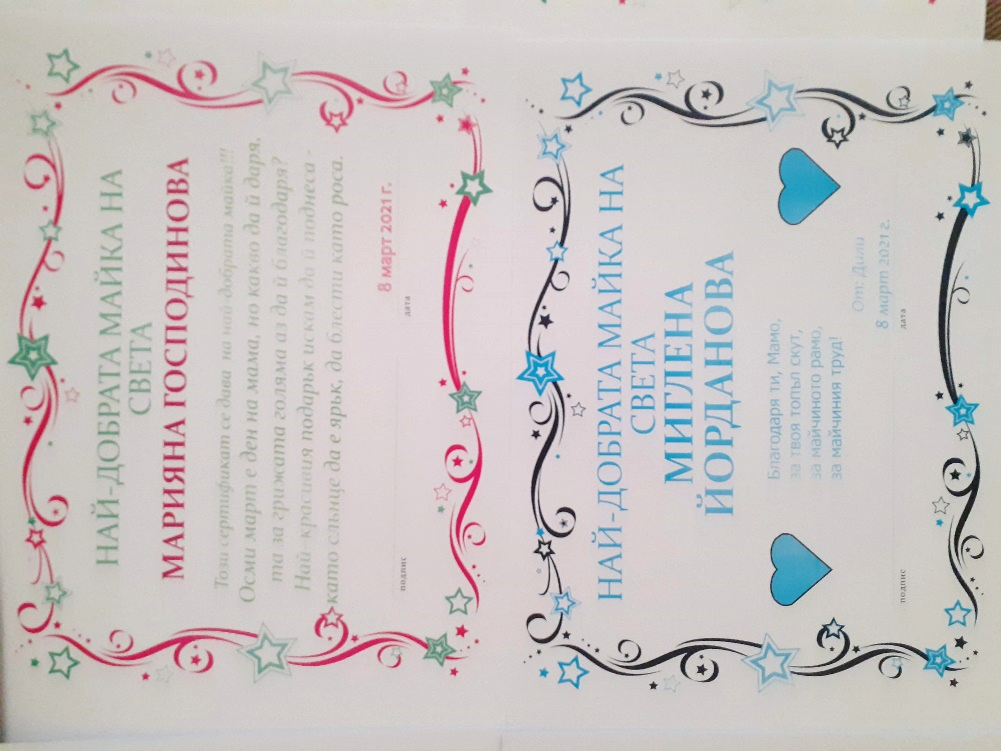 НАЙ-ДОБРАТА МАЙКА НА
СВЕТА
МАРИЯНА ГОСПОДИНОВА
Този сертификат се дава на най-добрата майка!!!
Осми март е ден на мама, но какво да й даря,
та за грижата голяма аз да й благодаря?
Най-красивия подарък искам да й поднеса -
като слънце да е ярък, да блести като роса.
8 март 2021 г.
подпис
дата
НАЙ-ДОБРАТА МАЙКА НА
СВЕТА
МИГЛЕНА
ЙОРДАНОВА
Благодаря ти, Мамо,
за твоя топъл скут,
за майчиното рамо,
за майчиния труд!
От: Дили
8 март 2021 г.
подпис
дата